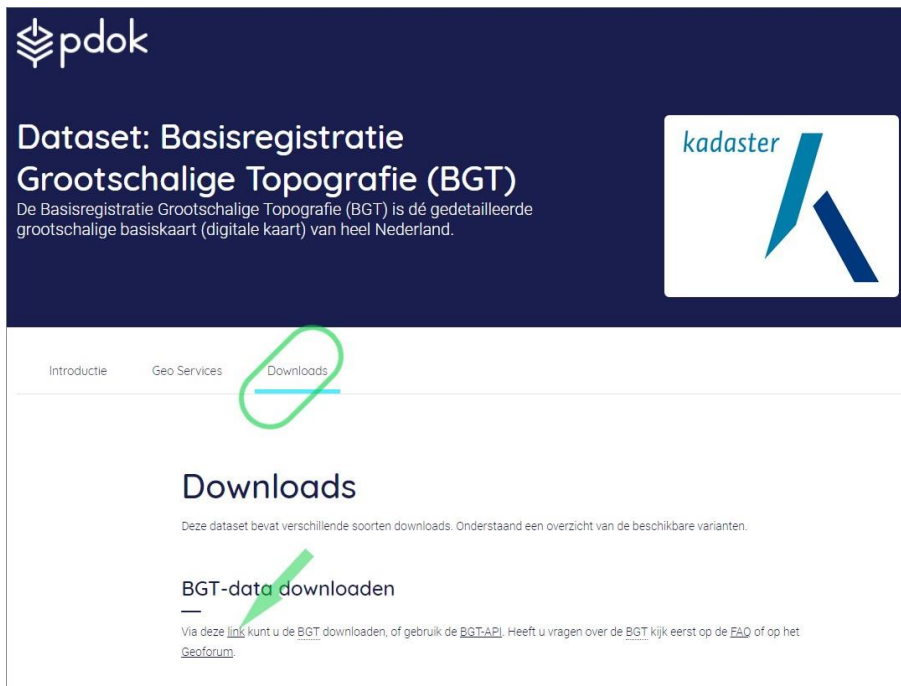 pdok
Dataset: Basisregistratie
Grootschalige Topografie (BGT)
De Basisregistratie Grootschalige Topografie (BGT) is dé gedetailleerde
grootschalige basiskaart (digitale kaart) van heel Nederland.
kadaster
Introductie Geo Services Downloads
Downloads
Deze dataset bevat verschillende soorten downloads. Onderstaand een overzicht van de beschikbare varianten.
BGT-data downloaden
Via deze link kunt u de BGT downloaden, of gebruik de BGT-API. Heeft u vragen over de BGT kijk eerst op de FAQ of op het
Geoforum.